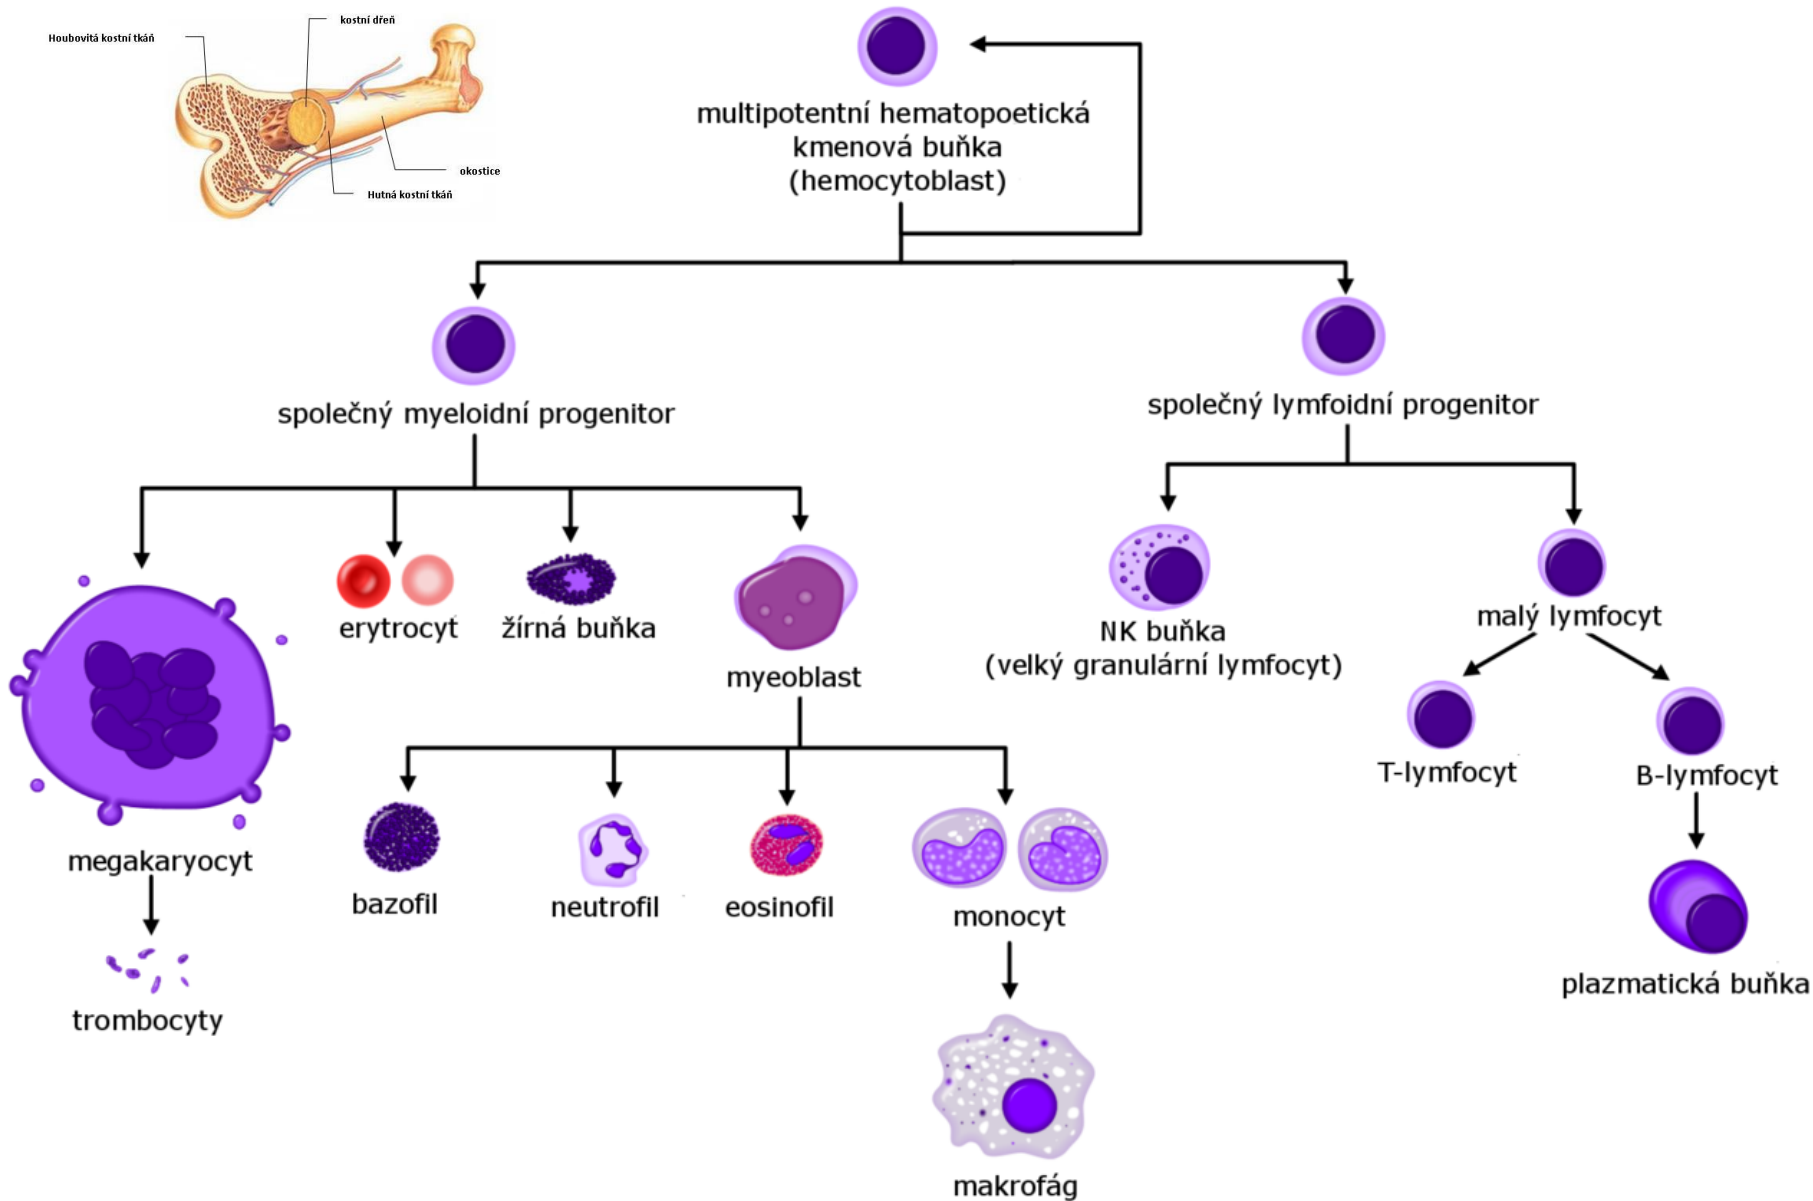 kostní dřeň
Houbovitá kostní tkáň
okostice
Hutná kostní tkáň
multipotentní hematopoetická
kmenová buňka
(hemocytoblast)
společný myeloidní progenitor
společný lymfoidní progenitor
erytrocyt
žírná buňka
myeoblast
NK buňka
(velký granulární lymfocyt)
malý lymfocyt
T-lymfocyt
B-lymfocyt
megakaryocyt
bazofil
neutrofil
eosinofil
monocyt
plazmatická buňka
trombocyty
makrofág